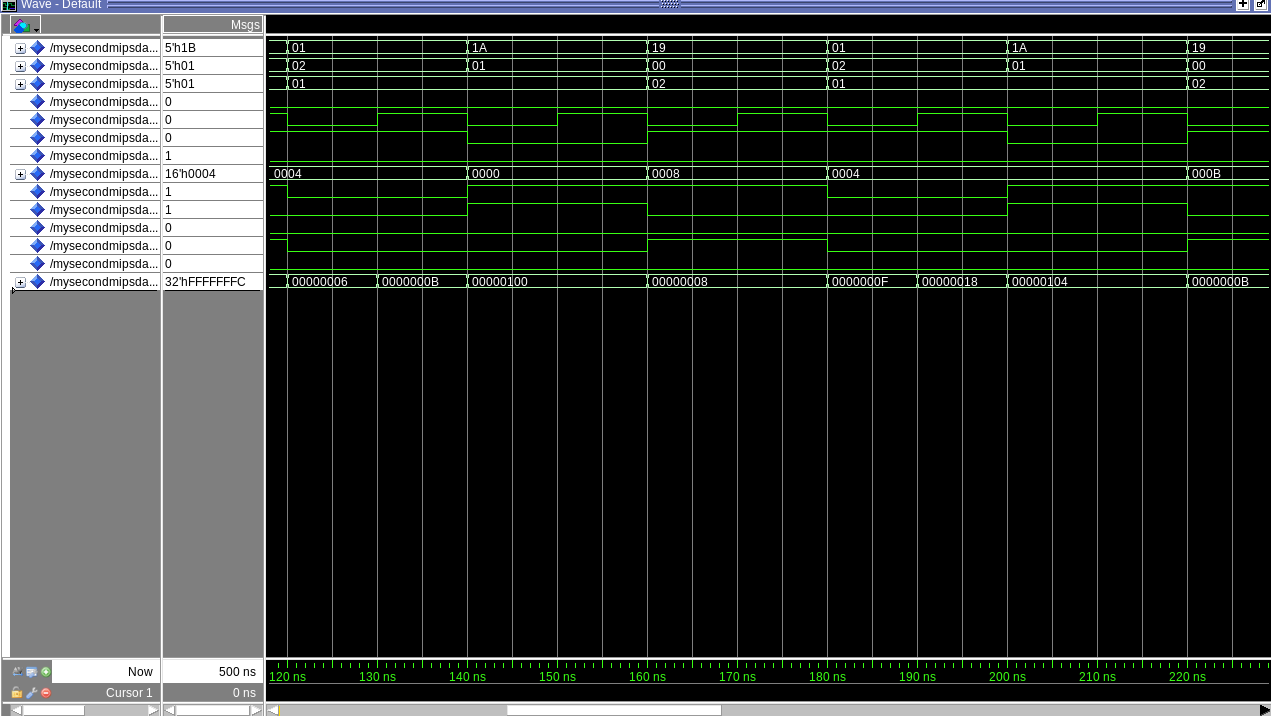 Wave - Default
Msgs
/mysecondmipsda... 5'h1B 01 1A 19 01 1A 19
/mysecondmipsda... 5'h01 02 01 00 02 01 00
/mysecondmipsda... 5'h01 01 02 01 02
/mysecondmipsda... 0
/mysecondmipsda... 0
/mysecondmipsda... 0
/mysecondmipsda... 1
/mysecondmipsda... 16'h0004 0004 0000 0008 0004 000B
/mysecondmipsda... 1
/mysecondmipsda... 1
/mysecondmipsda... 0
/mysecondmipsda... 0
/mysecondmipsda... 0
/mysecondmipsda... 32'hFFFFFFFC 00000006 0000000B 00000100 00000008 0000000F 00000018 00000104 0000000B
Now 500 ns 120 ns 130 ns 140 ns 150 ns 160 ns 170 ns 180 ns 190 ns 200 ns 210 ns 220 ns
Cursor 1 0 ns